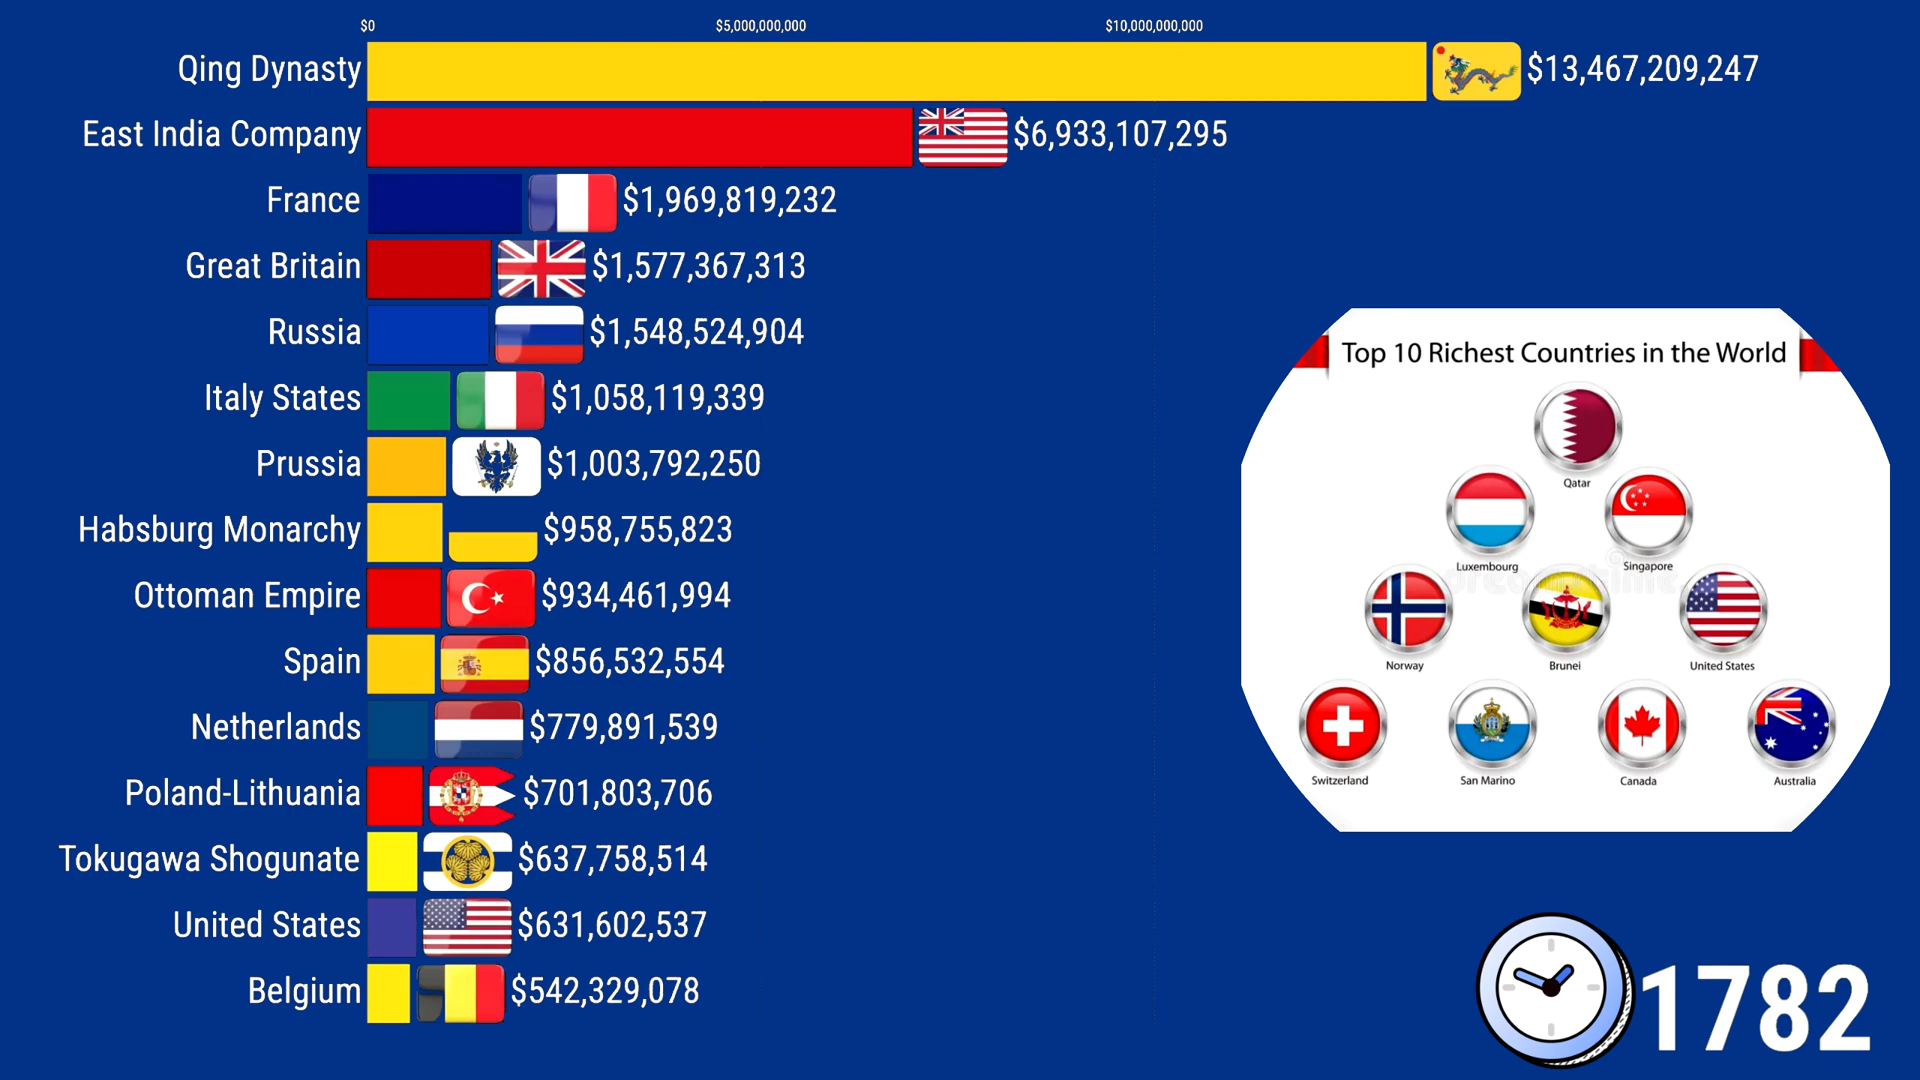 $0 $5,000,000,000 $10,000,000,000
Qing Dynasty $13,467,209,247
East India Company $6,933,107,295
France $1,969,819,232
Great Britain $1,577,367,313
Russia $1,548,524,904
Italy States $1,058,119,339
Prussia $1,003,792,250
Habsburg Monarchy $958,755,823
Ottoman Empire $934,461,994
Spain $856,532,554
Netherlands $779,891,539
Poland-Lithuania $701,803,706
Tokugawa Shogunate $637,758,514
United States $631,602,537
Belgium $542,329,078
Top 10 Richest Countries in the World
Qatar
Luxembourg Singapore
Norway Brunei United States
Switzerland San Marino Canada Australia
1782